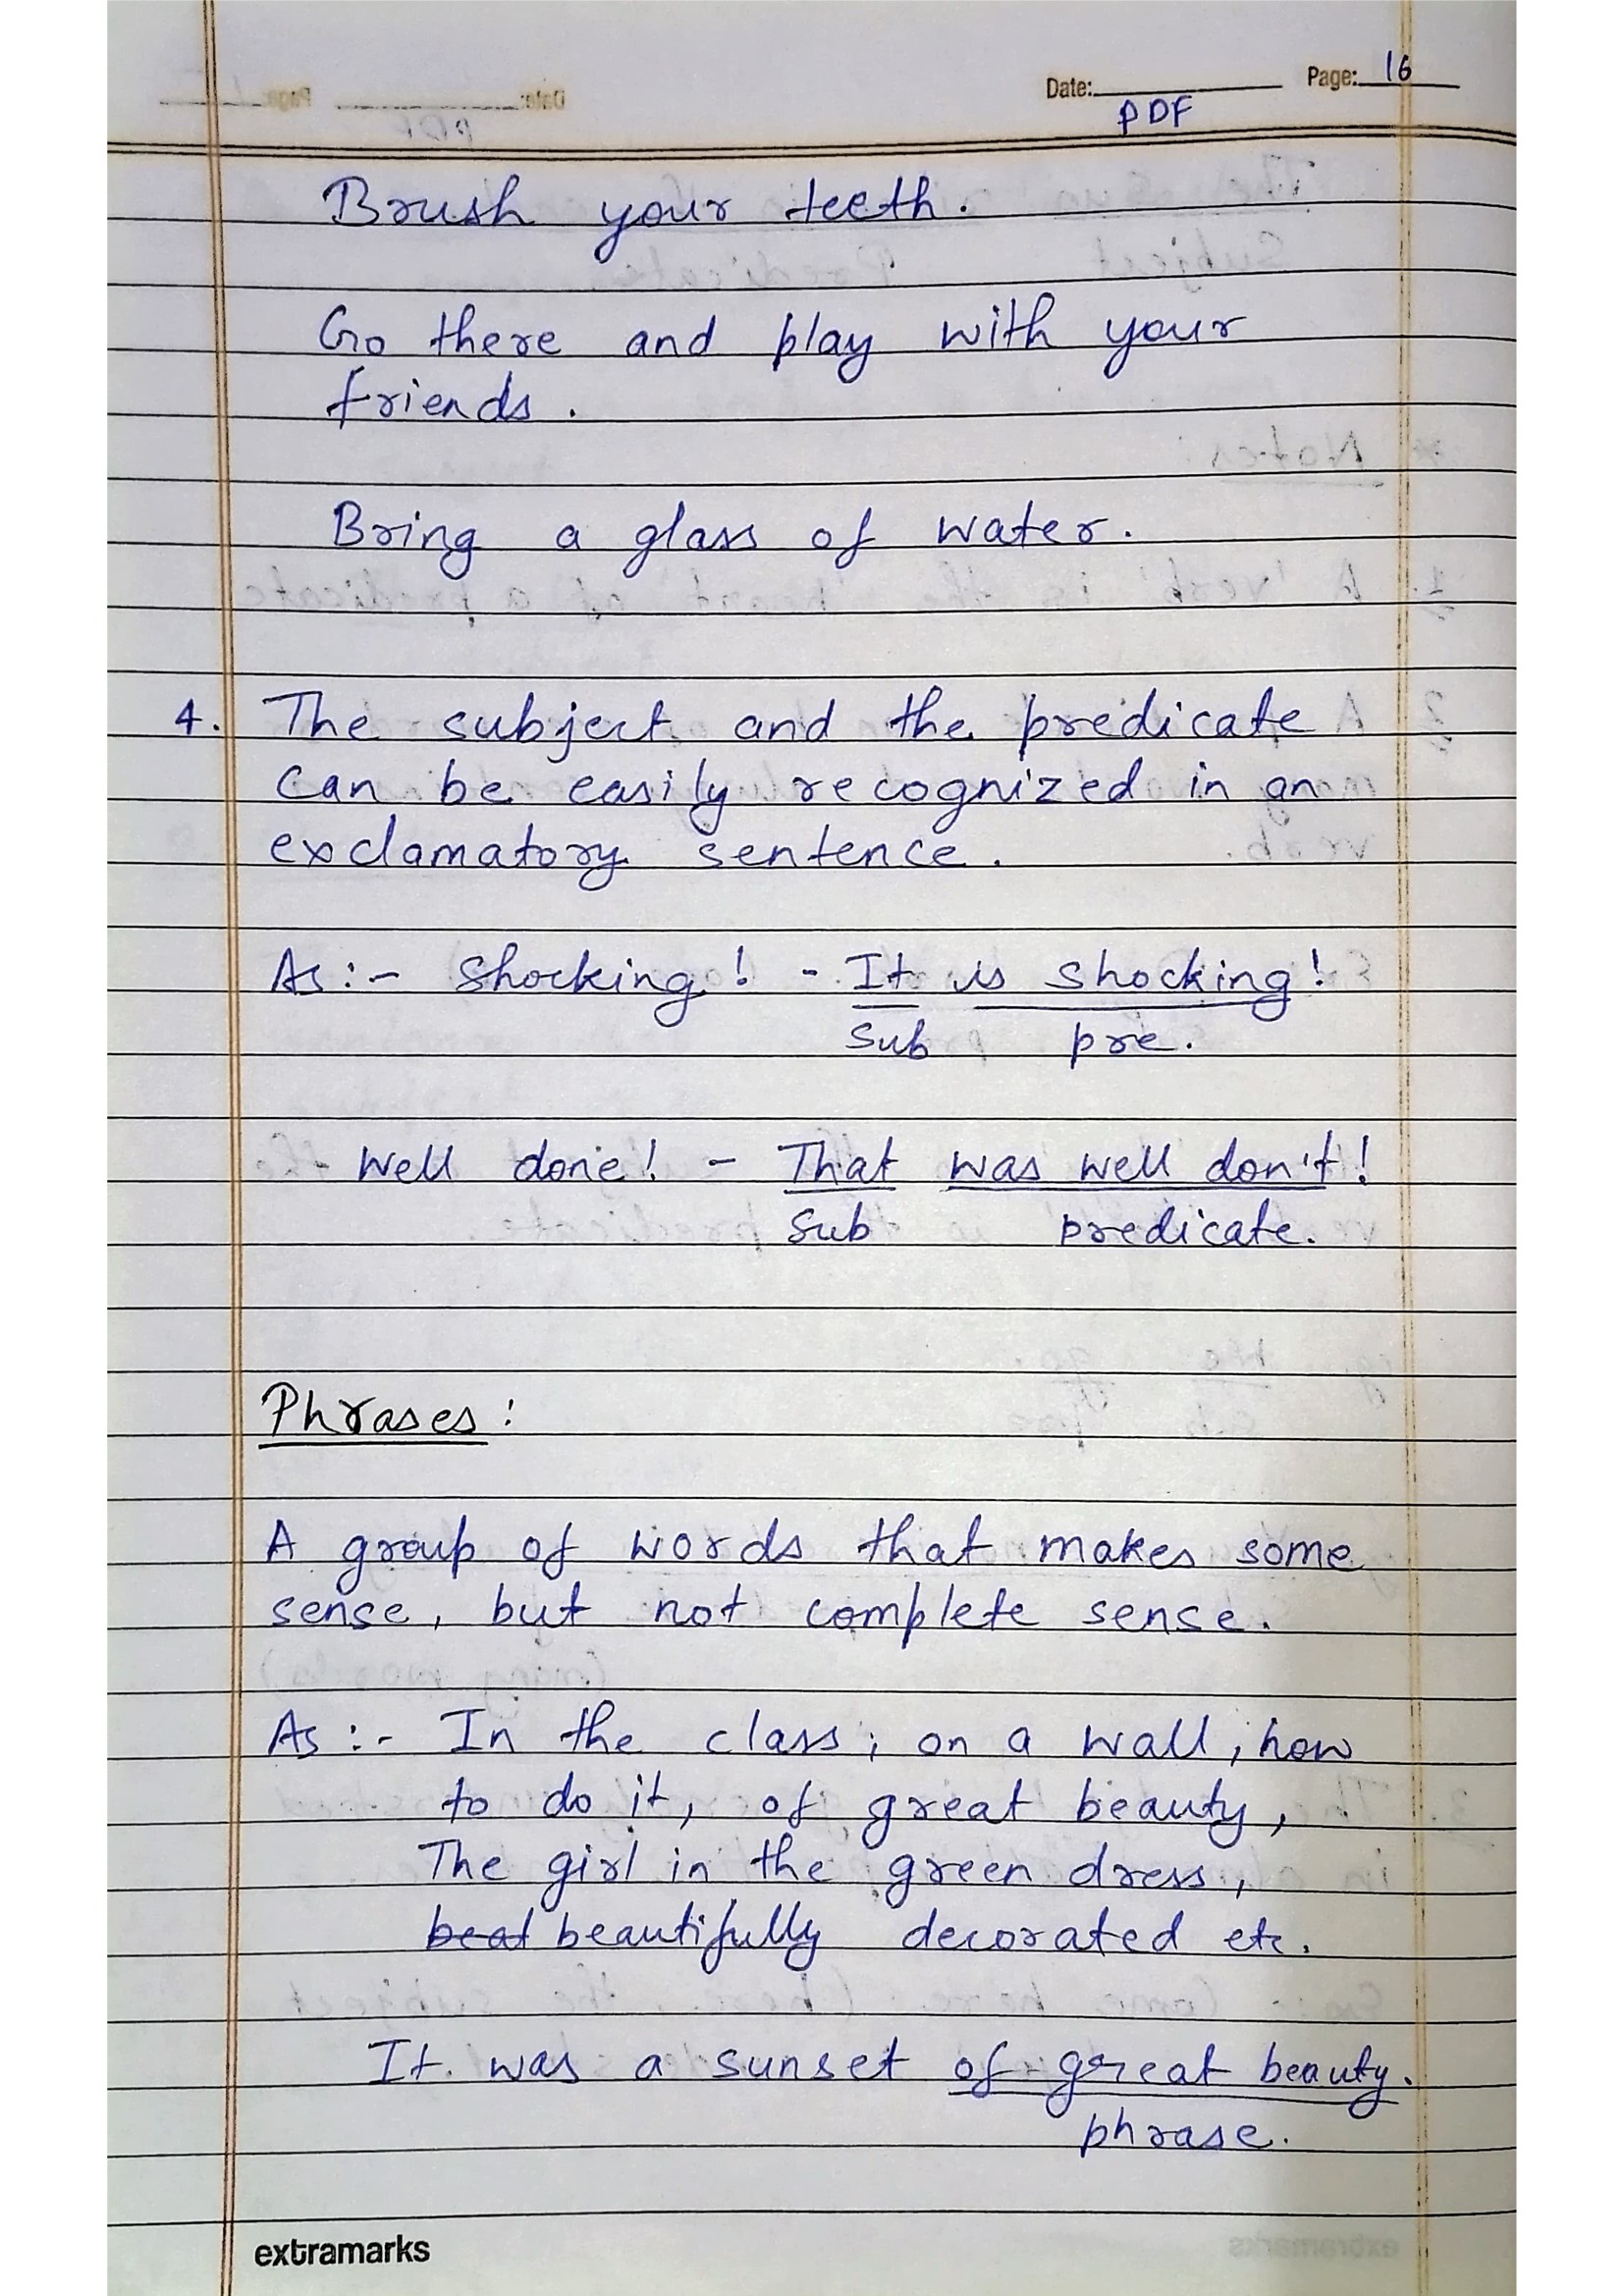 Date: Page: 16
PDF
Brush your teeth.
Go there and play with your
friends.
Bring a glass of water.
4. The subject and the predicate
can be easily recognized in an
exclamatory sentence.
As:- Shocking! - It is shocking!
Sub pre.
- Well done! - That was well don't!
Sub predicate.
Phrases:
A group of words that makes some
sense, but not complete sense.
As:- In the class; on a wall; how
to do it, of great beauty,
The girl in the green dress,
beat beautifully decorated etc.
It was a sunset of great beauty.
phrase.
extramarks